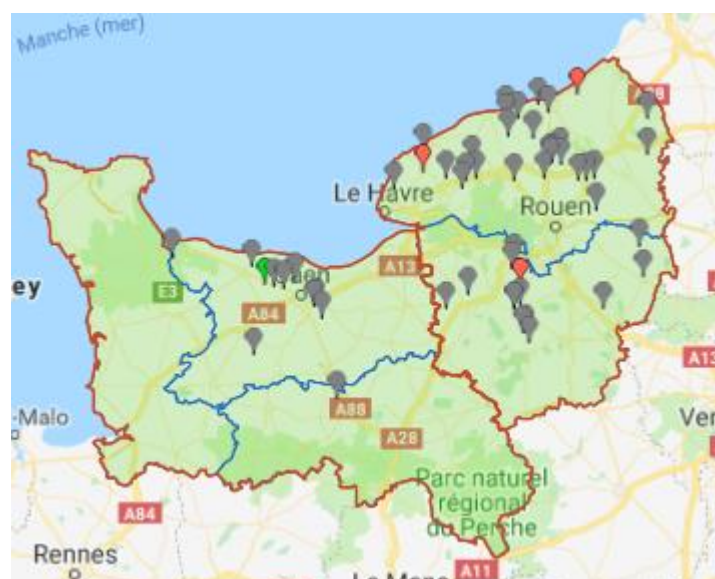 Manche (mer)
A28
Le Havre
Rouen
A13
ey
E3
A84
A13
-Malo
A88
A28
Ver
Parc naturel
régional
du Perche
A84
Rennes
A11